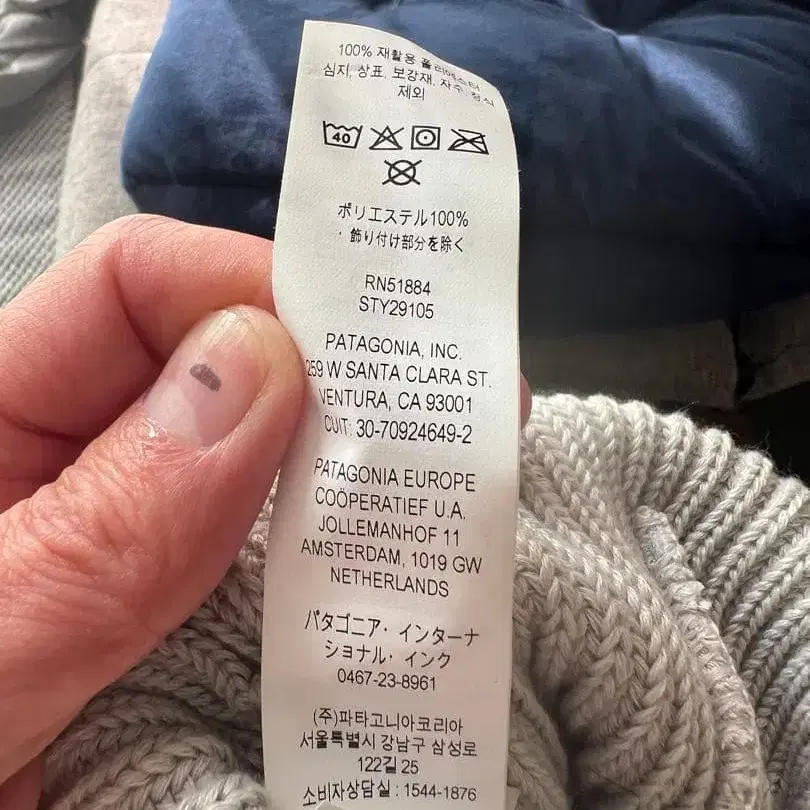 100% 재활용 폴리에스터
심지, 상표, 보강재, 자수, 장식
제외
40
ポリエステル100%
・飾り付け部分を除く
RN51884
STY29105
PATAGONIA, INC.
259 W SANTA CLARA ST.
VENTURA, CA 93001
CUIT: 30-70924649-2
PATAGONIA EUROPE
COÖPERATIEF U.A.
JOLLEMANHOF 11
AMSTERDAM, 1019 GW
NETHERLANDS
パタゴニア・インターナ
ショナル・インク
0467-23-8961
(주)파타고니아코리아
서울특별시 강남구 삼성로
122길 25
소비자상담실 : 1544-1876